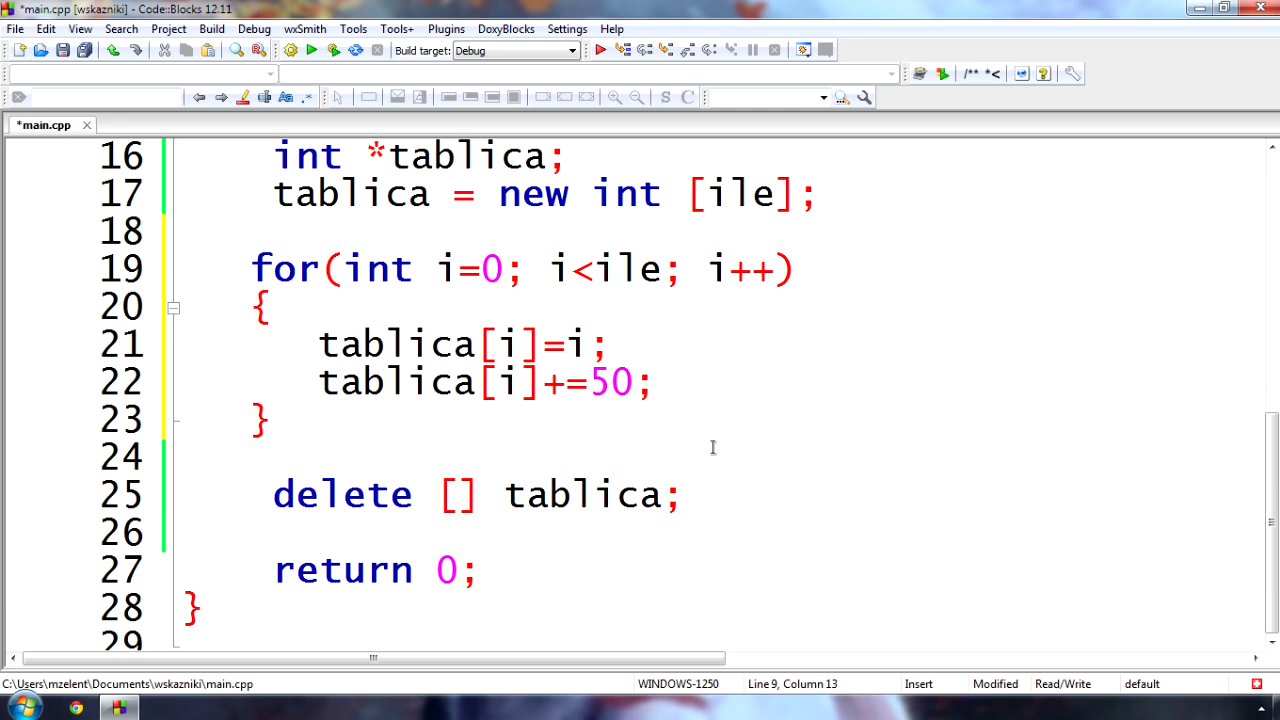 *main.cpp [wskazniki] - Code::Blocks 12.11
File Edit View Search Project Build Debug wxSmith Tools Tools+ Plugins DoxyBlocks Settings Help
Build target: Debug
/** *<
S C
*main.cpp
16 int *tablica;
17 tablica = new int [ile];
18
19 for(int i=0; i<ile; i++)
20 {
21 tablica[i]=i;
22 tablica[i]+=50;
23 }
24
25 delete [] tablica;
26
27 return 0;
28 }
29
C:\Users\mzelent\Documents\wskazniki\main.cpp WINDOWS-1250 Line 9, Column 13 Insert Modified Read/Write default